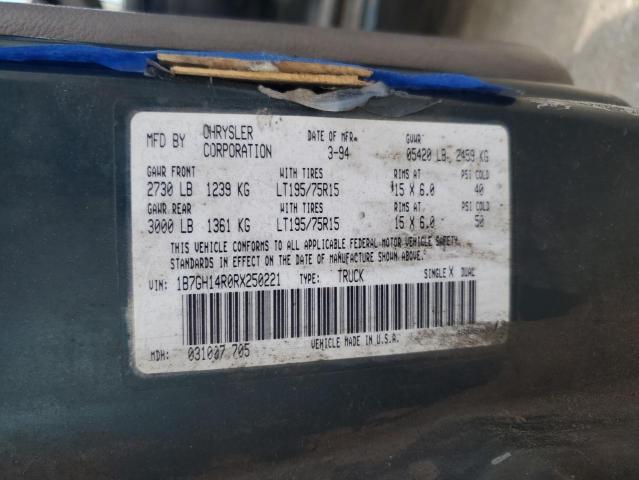 MFD BY CHRYSLER CORPORATION DATE OF MFR. 3-94 GVWR 05420 LB 2459 KG
GAWR FRONT WITH TIRES RIMS AT PSI COLD
2730 LB 1239 KG LT195/75R15 15 X 6.0 40
GAWR REAR WITH TIRES RIMS AT PSI COLD
3000 LB 1361 KG LT195/75R15 15 X 6.0 50
THIS VEHICLE CONFORMS TO ALL APPLICABLE FEDERAL MOTOR VEHICLE SAFETY
STANDARDS IN EFFECT ON THE DATE OF MANUFACTURE SHOWN ABOVE.
VIN: 1B7GH14R0RX250221 TYPE: TRUCK SINGLE X DUAL
MDH: 031007 705 VEHICLE MADE IN U.S.A.